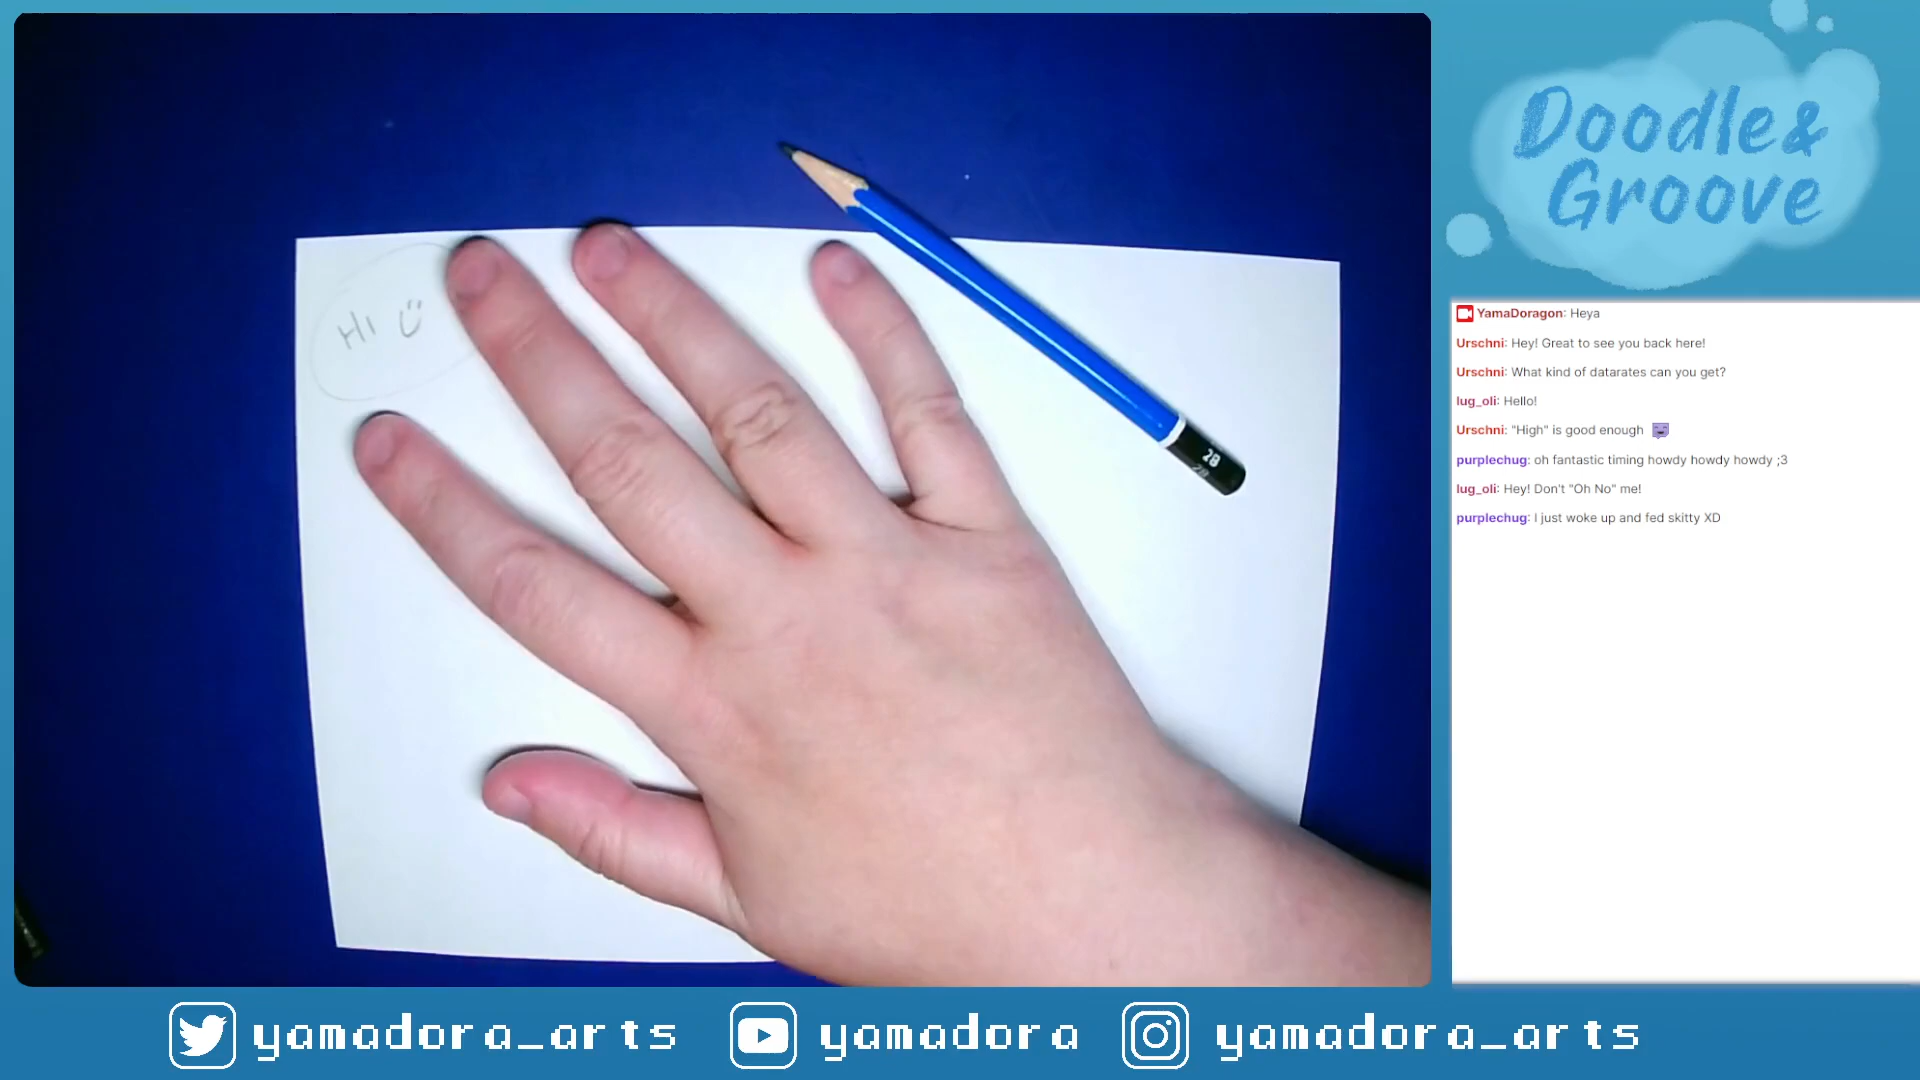 Hi
2B
Doodle&
Groove
YamaDoragon: Heya
Urschni: Hey! Great to see you back here!
Urschni: What kind of datarates can you get?
lug_oli: Hello!
Urschni: "High" is good enough
purplechug: oh fantastic timing howdy howdy howdy ;3
lug_oli: Hey! Don't "Oh No" me!
purplechug: I just woke up and fed skitty XD
yamadora_arts
yamadora
yamadora_arts